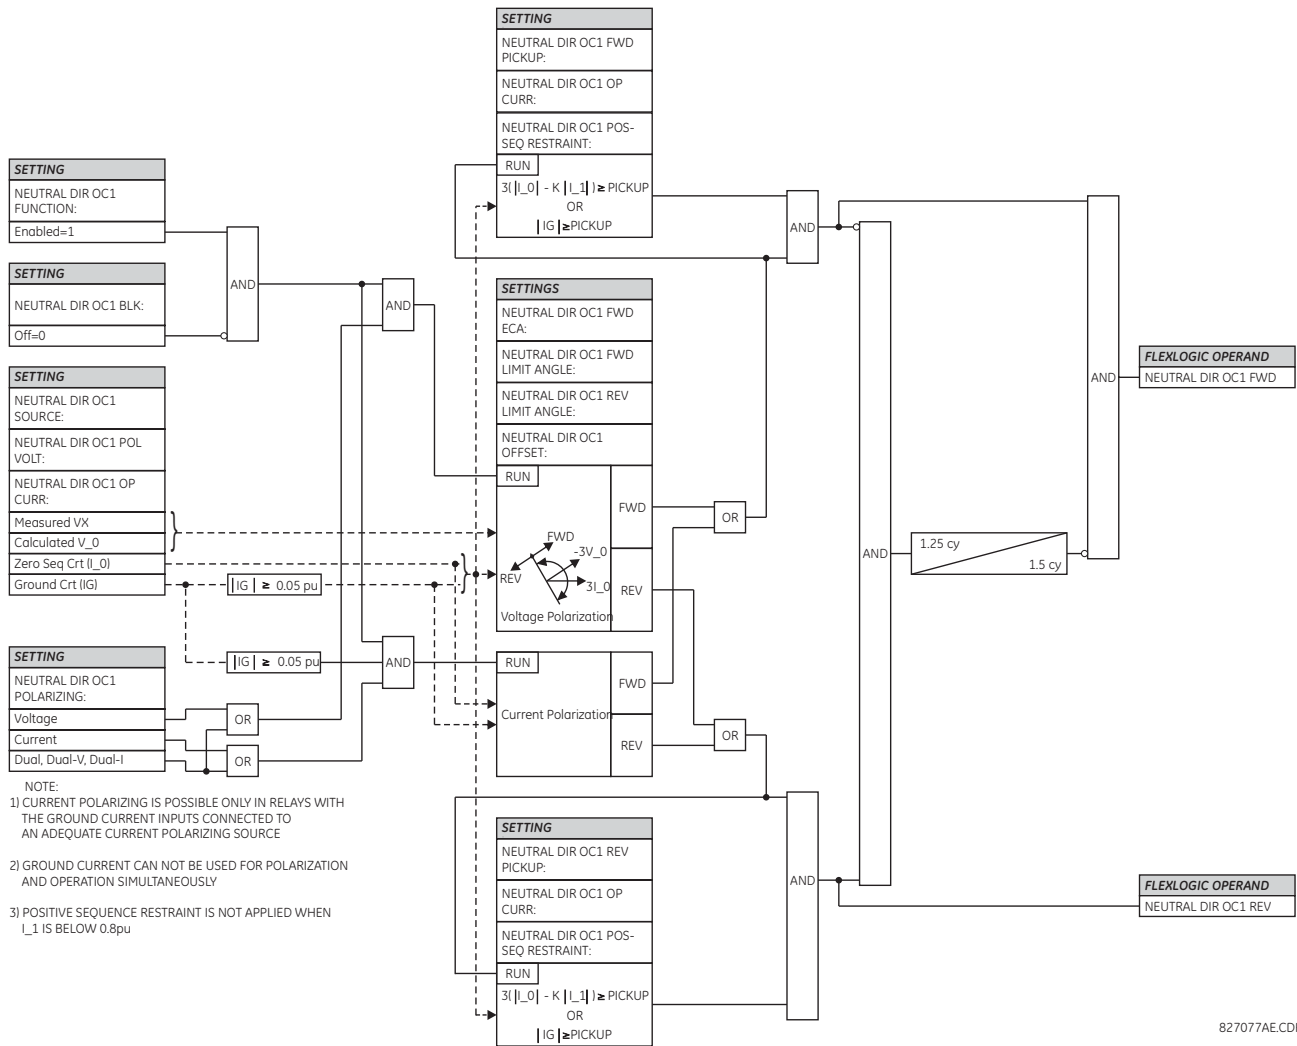 SETTING
NEUTRAL DIR OC1 FWD
PICKUP:
NEUTRAL DIR OC1 OP
CURR:
NEUTRAL DIR OC1 POS-
SEQ RESTRAINT:
RUN
3( |I_0| - K |I_1| ) ≥ PICKUP
OR
|IG| ≥PICKUP
AND
SETTING
NEUTRAL DIR OC1
FUNCTION:
Enabled=1
SETTING
NEUTRAL DIR OC1 BLK:
Off=0
AND
AND
SETTING
NEUTRAL DIR OC1
SOURCE:
NEUTRAL DIR OC1 POL
VOLT:
NEUTRAL DIR OC1 OP
CURR:
Measured VX
Calculated V_0
Zero Seq Crt (I_0)
Ground Crt (IG)
|IG| ≥ 0.05 pu
|IG| ≥ 0.05 pu
AND
SETTING
NEUTRAL DIR OC1
POLARIZING:
Voltage
Current
Dual, Dual-V, Dual-I
OR
OR
NOTE:
1) CURRENT POLARIZING IS POSSIBLE ONLY IN RELAYS WITH
THE GROUND CURRENT INPUTS CONNECTED TO
AN ADEQUATE CURRENT POLARIZING SOURCE
2) GROUND CURRENT CAN NOT BE USED FOR POLARIZATION
AND OPERATION SIMULTANEOUSLY
3) POSITIVE SEQUENCE RESTRAINT IS NOT APPLIED WHEN
I_1 IS BELOW 0.8pu
SETTINGS
NEUTRAL DIR OC1 FWD
ECA:
NEUTRAL DIR OC1 FWD
LIMIT ANGLE:
NEUTRAL DIR OC1 REV
LIMIT ANGLE:
NEUTRAL DIR OC1
OFFSET:
RUN
FWD
FWD
-3V_0
REV
3I_0
REV
Voltage Polarization
OR
RUN
FWD
Current Polarization
REV
OR
SETTING
NEUTRAL DIR OC1 REV
PICKUP:
NEUTRAL DIR OC1 OP
CURR:
NEUTRAL DIR OC1 POS-
SEQ RESTRAINT:
RUN
3( |I_0| - K |I_1| ) ≥ PICKUP
OR
|IG| ≥PICKUP
AND
AND
1.25 cy
1.5 cy
AND
FLEXLOGIC OPERAND
NEUTRAL DIR OC1 FWD
FLEXLOGIC OPERAND
NEUTRAL DIR OC1 REV
827077AE.CDR